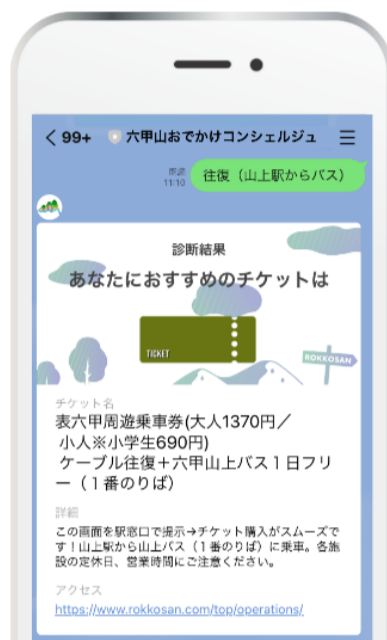 99+
六甲山おでかけコンシェルジュ
既読
11:10
往復（山上駅からバス）
診断結果
あなたにおすすめのチケットは
TICKET
ROKKOSAN
チケット名
表六甲周遊乗車券(大人1370円／
小人※小学生690円)
ケーブル往復＋六甲山上バス１日フリ
ー（１番のりば）
詳細
この画面を駅窓口で提示→チケット購入がスムーズで
す！山上駅から山上バス（１番のりば）に乗車。各施
設の定休日、営業時間にご注意ください。
アクセス
https://www.rokkosan.com/top/operations/